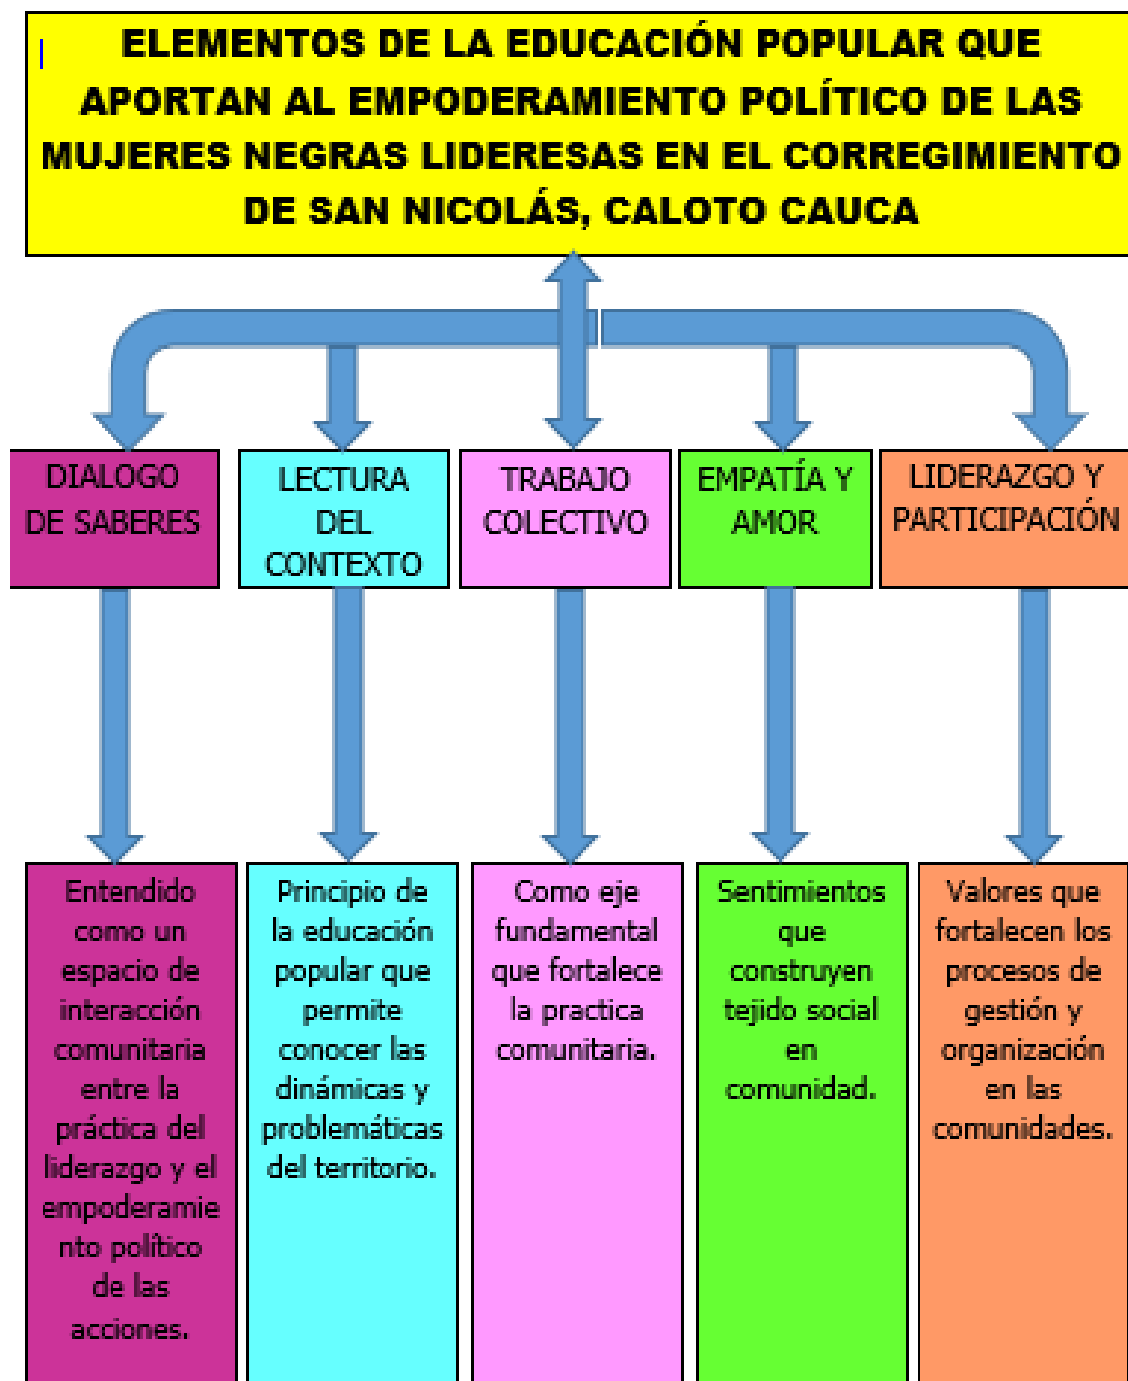 ELEMENTOS DE LA EDUCACIÓN POPULAR QUE
APORTAN AL EMPODERAMIENTO POLÍTICO DE LAS
MUJERES NEGRAS LIDERESAS EN EL CORREGIMIENTO
DE SAN NICOLÁS, CALOTO CAUCA
DIALOGO
DE SABERES
LECTURA
DEL
CONTEXTO
TRABAJO
COLECTIVO
EMPATÍA Y
AMOR
LIDERAZGO Y
PARTICIPACIÓN
Entendido
como un
espacio de
interacción
comunitaria
entre la
práctica del
liderazgo y el
empoderamie
nto político
de las
acciones.
Principio de
la educación
popular que
permite
conocer las
dinámicas y
problemáticas
del territorio.
Como eje
fundamental
que fortalece
la practica
comunitaria.
Sentimientos
que
construyen
tejido social
en
comunidad.
Valores que
fortalecen los
procesos de
gestión y
organización
en las
comunidades.